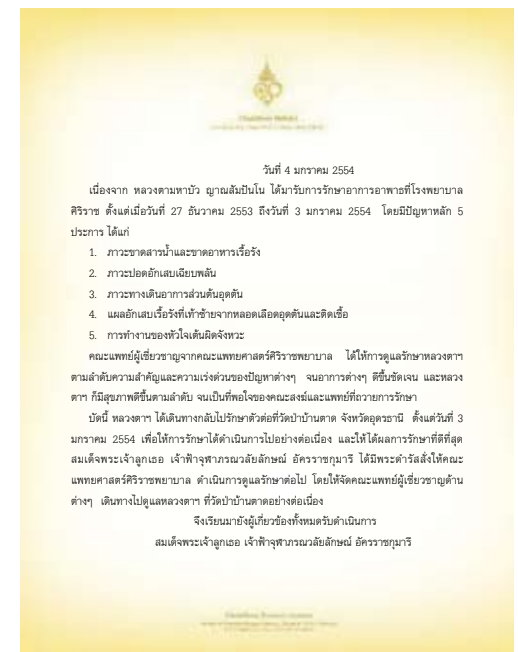 วันที่ 4 มกราคม 2554
เนื่องจาก หลวงตามหาบัว ญาณสัมปันโน ได้มารับการรักษาอาการอาพาธที่โรงพยาบาล
ศิริราช ตั้งแต่เมื่อวันที่ 27 ธันวาคม 2553 ถึงวันที่ 3 มกราคม 2554 โดยมีปัญหาหลัก 5
ประการ ได้แก่
1. ภาวะขาดสารน้ำและขาดอาหารเรื้อรัง
2. ภาวะปอดอักเสบเฉียบพลัน
3. ภาวะทางเดินอาการส่วนต้นอุดตัน
4. แผลอักเสบเรื้อรังที่เท้าซ้ายจากหลอดเลือดอุดตันและติดเชื้อ
5. การทำงานของหัวใจเต้นผิดจังหวะ
คณะแพทย์ผู้เชี่ยวชาญจากคณะแพทยศาสตร์ศิริราชพยาบาล ได้ให้การดูแลรักษาหลวงตาฯ
ตามลำดับความสำคัญและความเร่งด่วนของปัญหาต่างๆ จนอาการต่างๆ ดีขึ้นชัดเจน และหลวง
ตาฯ ก็มีสุขภาพดีขึ้นตามลำดับ จนเป็นที่พอใจของคณะสงฆ์และแพทย์ที่ถวายการรักษา
บัดนี้ หลวงตาฯ ได้เดินทางกลับไปรักษาตัวต่อที่วัดป่าบ้านตาด จังหวัดอุดรธานี ตั้งแต่วันที่ 3
มกราคม 2554 เพื่อให้การรักษาได้ดำเนินการไปอย่างต่อเนื่อง และให้ได้ผลการรักษาที่ดีที่สุด
สมเด็จพระเจ้าลูกเธอ เจ้าฟ้าจุฬาภรณวลัยลักษณ์ อัครราชกุมารี ได้มีพระดำรัสสั่งให้คณะ
แพทยศาสตร์ศิริราชพยาบาล ดำเนินการดูแลรักษาต่อไป โดยให้จัดคณะแพทย์ผู้เชี่ยวชาญด้าน
ต่างๆ เดินทางไปดูแลหลวงตาฯ ที่วัดป่าบ้านตาดอย่างต่อเนื่อง
จึงเรียนมายังผู้เกี่ยวข้องทั้งหมดรับดำเนินการ
สมเด็จพระเจ้าลูกเธอ เจ้าฟ้าจุฬาภรณวลัยลักษณ์ อัครราชกุมารี